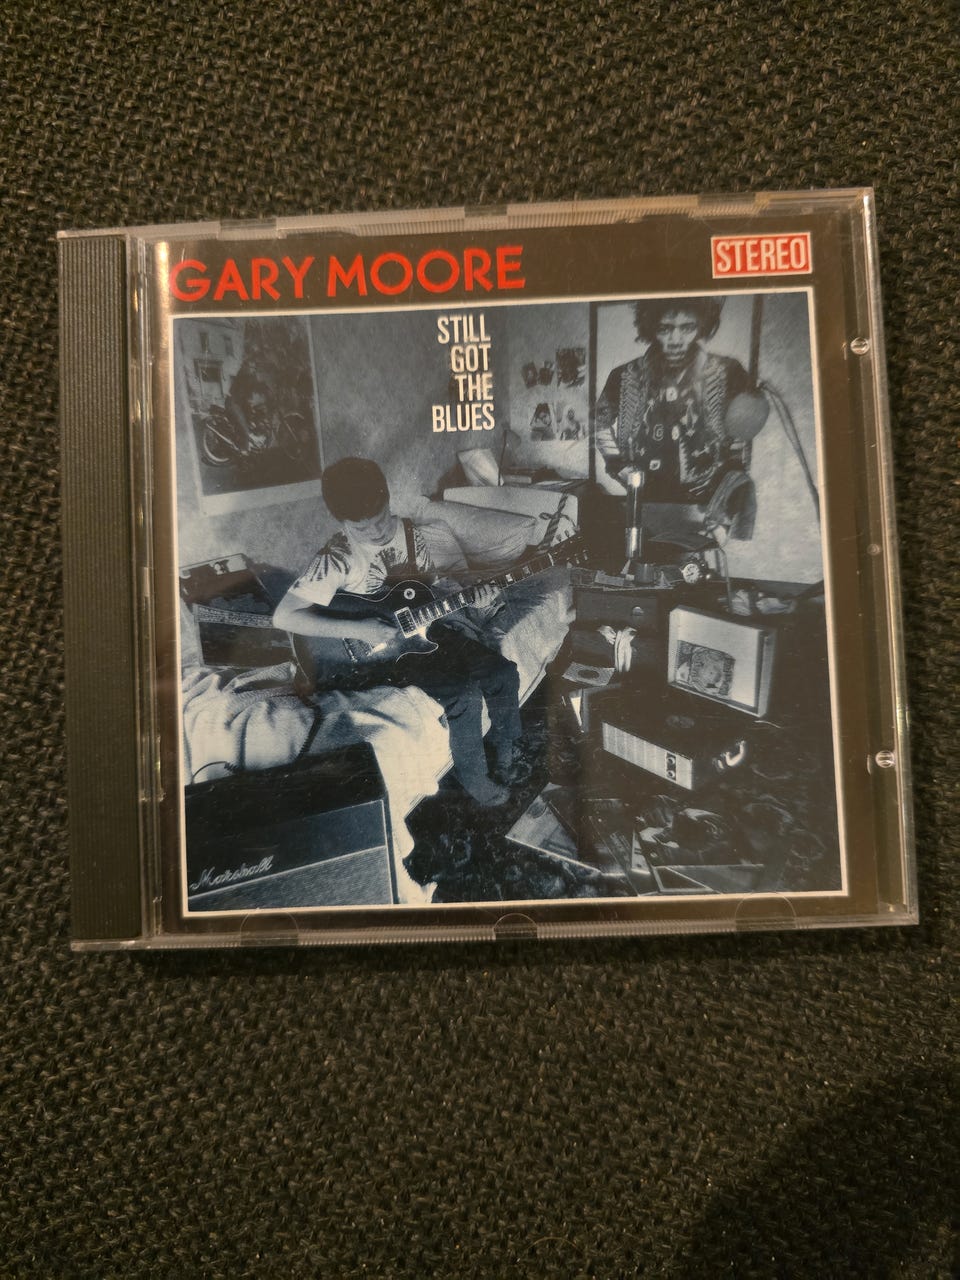 GARY MOORE
STEREO
STILL
GOT
THE
BLUES
Marshall